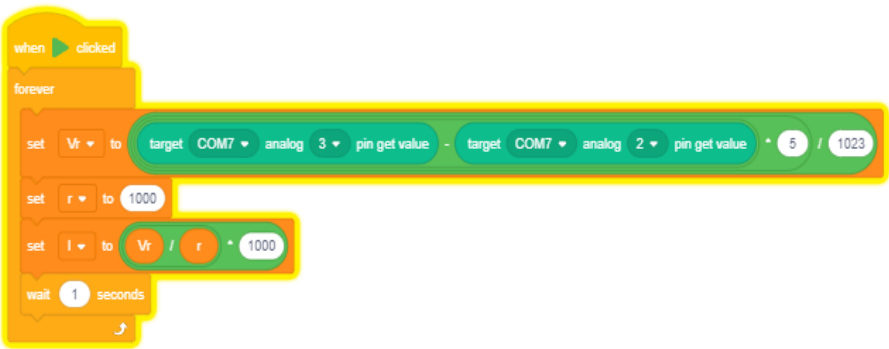 when clicked
forever
set Vr to target COM7 analog 3 pin get value - target COM7 analog 2 pin get value * 5 / 1023
set r to 1000
set I to Vr / r * 1000
wait 1 seconds